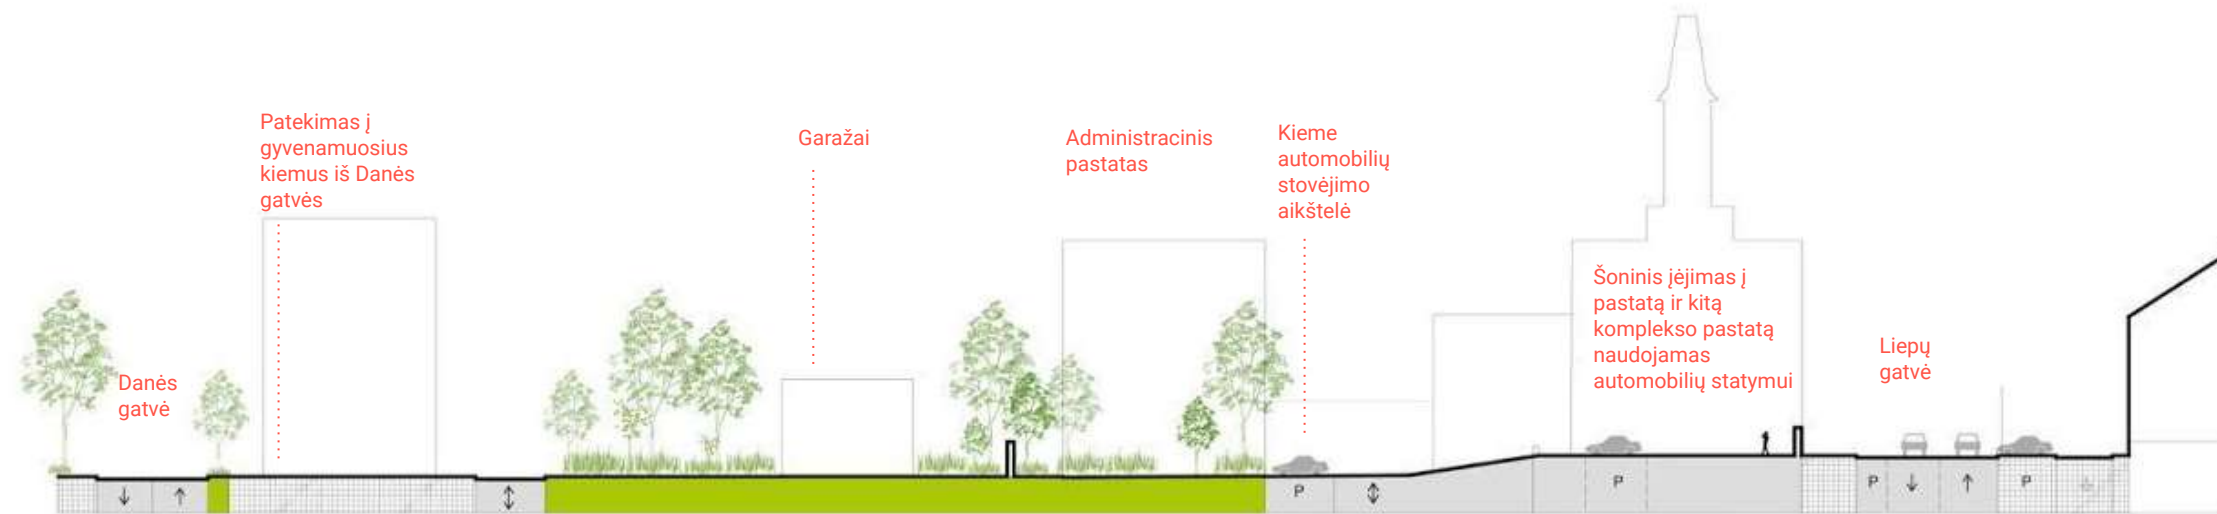 Patekimas į
gyvenamuosius
kiemus iš Danės
gatvės
Garažai
Administracinis
pastatas
Kieme
automobilių
stovėjimo
aikštelė
Šoninis įėjimas į
pastatą ir kitą
komplekso pastatą
naudojamas
automobilių statymui
Liepų
gatvė
Danės
gatvė
P
P
P
P